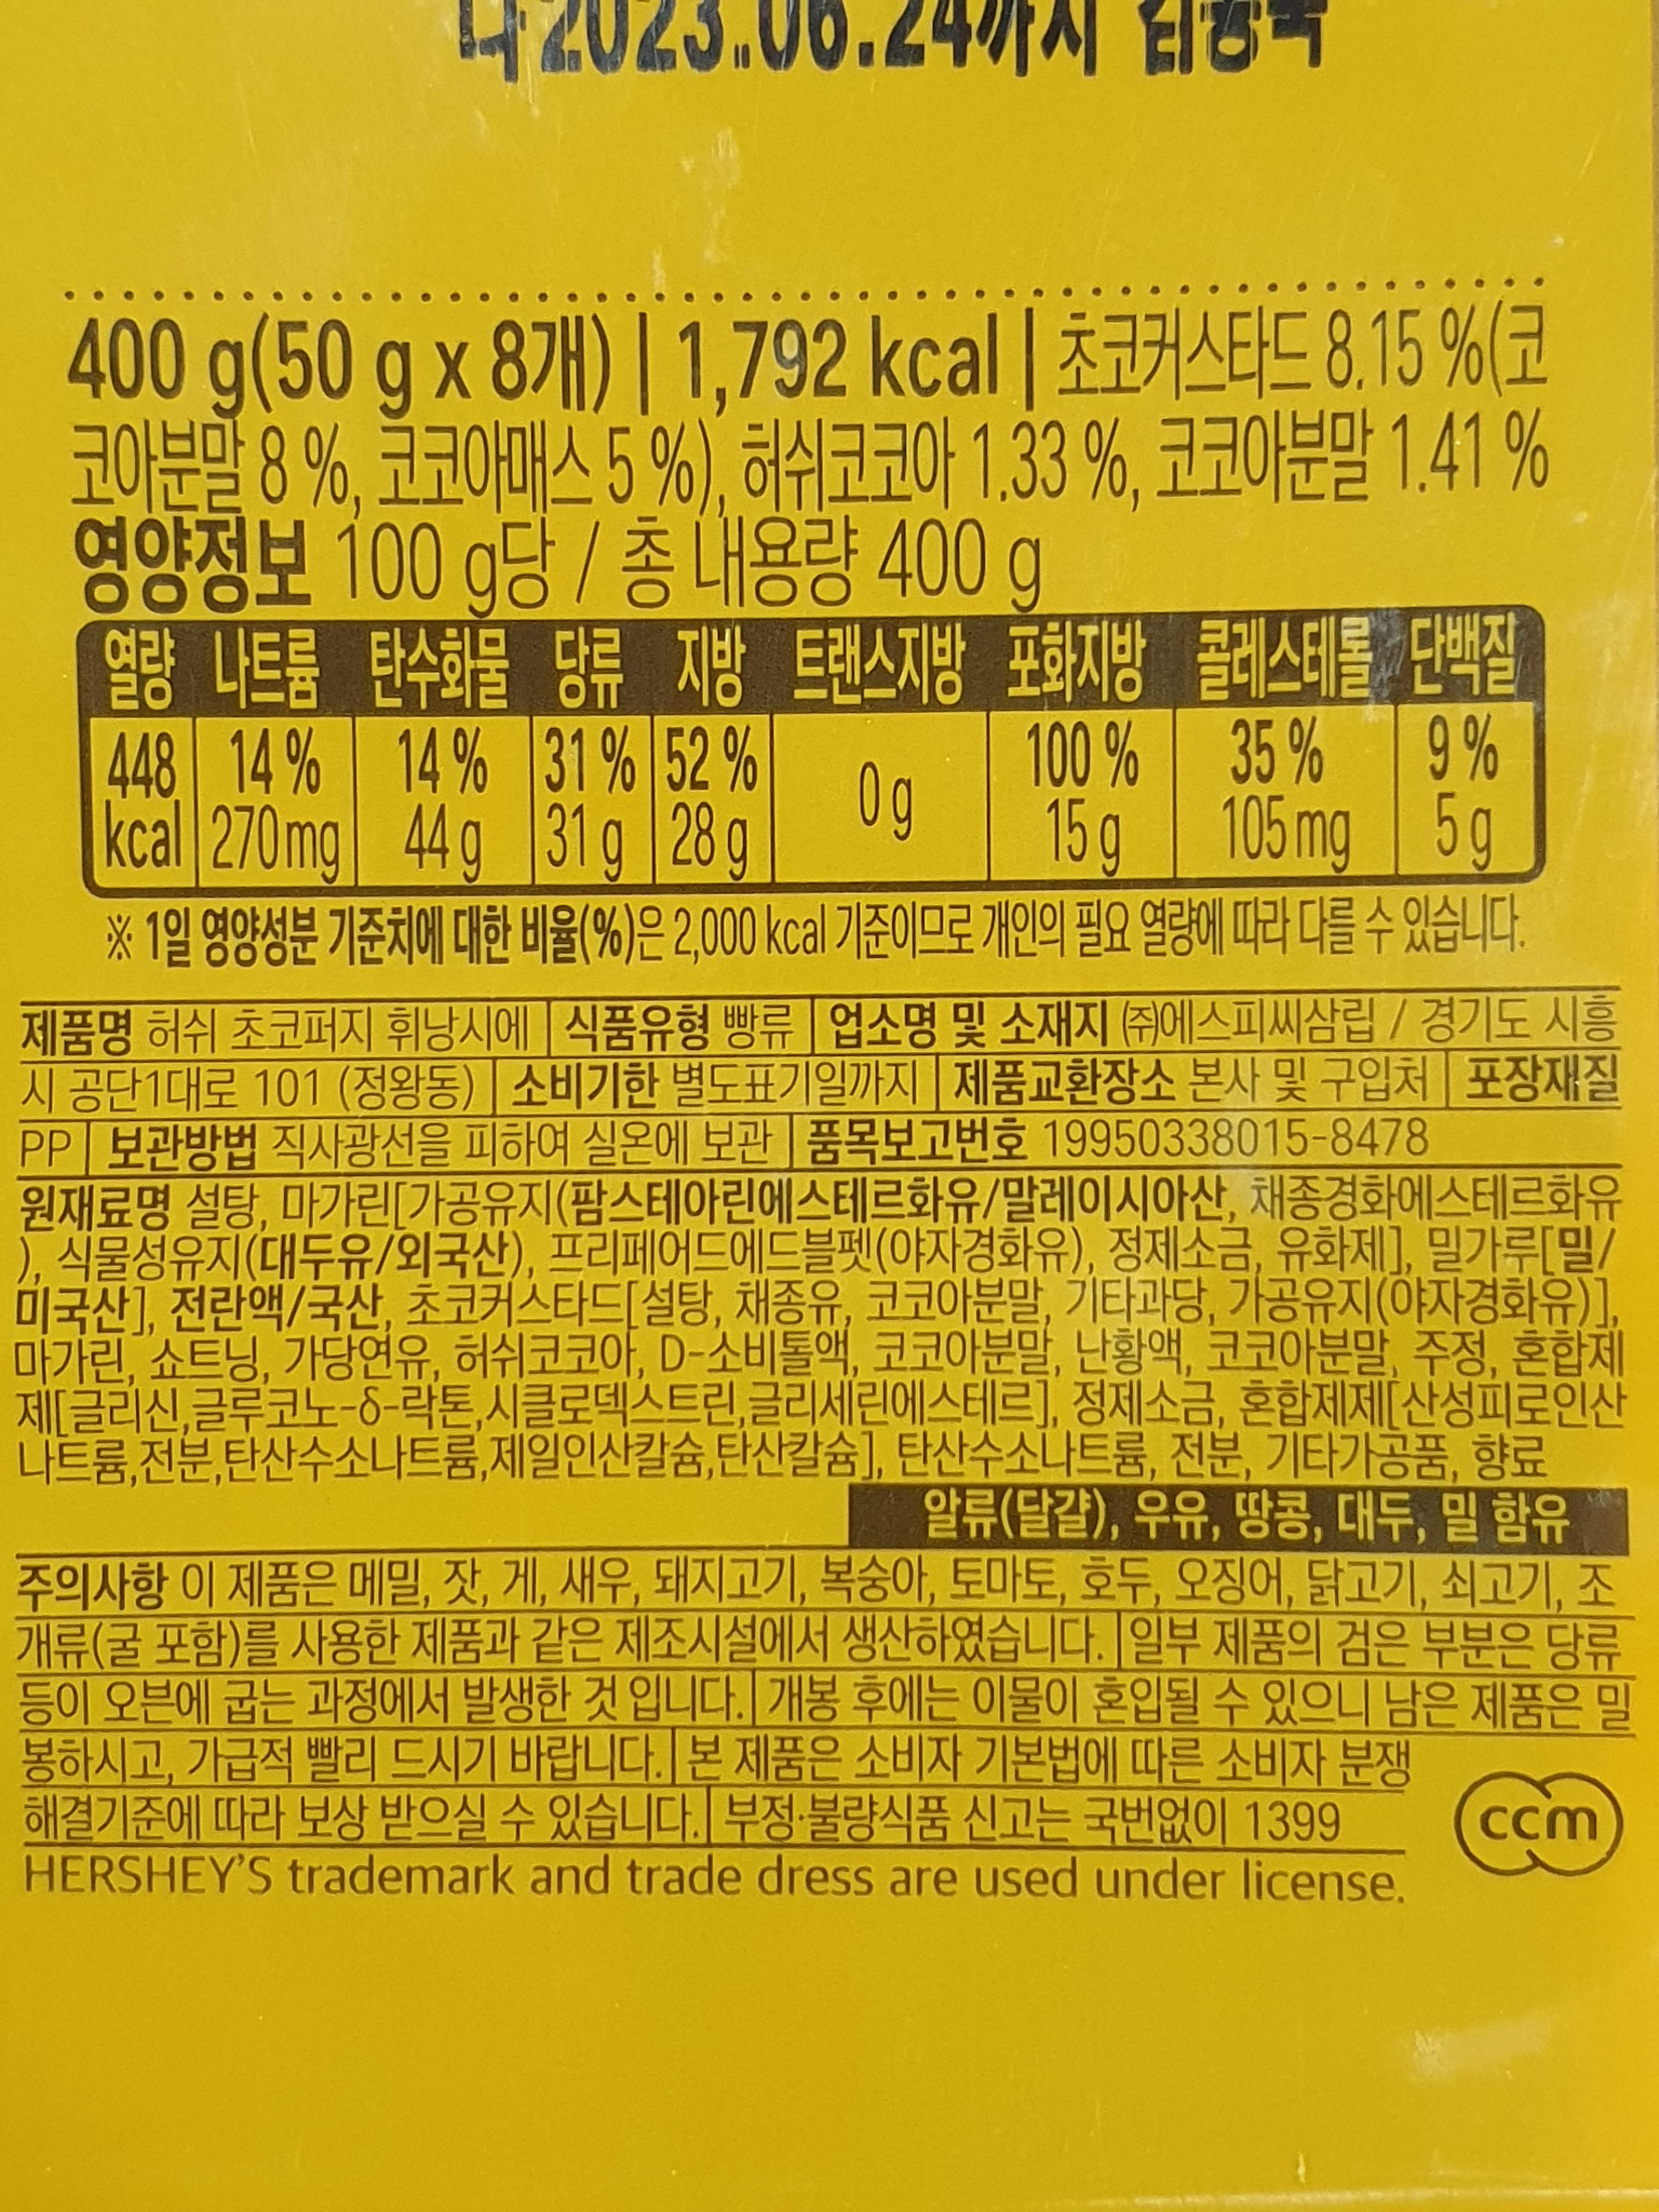 나2023..06.24까지
400 g(50 g x 8개) | 1,792 kcal | 초코커스타드 8.15 %(코
코아분말 8 %, 코코아매스 5 %), 허쉬코코아 1.33 %, 코코아분말 1.41 %
영양정보 100 g당 / 총 내용량 400 g
열량 나트륨 탄수화물 당류 지방 트랜스지방 포화지방 콜레스테롤 단백질
448 14 % 14 % 31 % 52 % 0 g 100 % 35 % 9 %
kcal 270 mg 44 g 31 g 28 g 15 g 105 mg 5 g
※ 1일 영양성분 기준치에 대한 비율(%)은 2,000 kcal 기준이므로 개인의 필요 열량에 따라 다를 수 있습니다.
제품명 허쉬 초코퍼지 휘낭시에 | 식품유형 빵류 | 업소명 및 소재지 ㈜에스피씨삼립 / 경기도 시흥
시 공단1대로 101 (정왕동) | 소비기한 별도표기일까지 | 제품교환장소 본사 및 구입처 | 포장재질
PP | 보관방법 직사광선을 피하여 실온에 보관 | 품목보고번호 19950338015-8478
원재료명 설탕, 마가린[가공유지(팜스테아린에스테르화유/말레이시아산, 채종경화에스테르화유
), 식물성유지(대두유/외국산), 프리페어드에드블펫(야자경화유), 정제소금, 유화제], 밀가루[밀/
미국산], 전란액/국산, 초코커스타드[설탕, 채종유, 코코아분말, 기타과당, 가공유지(야자경화유)],
마가린, 쇼트닝, 가당연유, 허쉬코코아, D-소비톨액, 코코아분말, 난황액, 코코아분말, 주정, 혼합제
제[글리신,글루코노-δ-락톤,시클로덱스트린,글리세린에스테르], 정제소금, 혼합제제[산성피로인산
나트륨,전분,탄산수소나트륨,제일인산칼슘,탄산칼슘], 탄산수소나트륨, 전분, 기타가공품, 향료
알류(달걀), 우유, 땅콩, 대두, 밀 함유
주의사항 이 제품은 메밀, 잣, 게, 새우, 돼지고기, 복숭아, 토마토, 호두, 오징어, 닭고기, 쇠고기, 조
개류(굴 포함)를 사용한 제품과 같은 제조시설에서 생산하였습니다. | 일부 제품의 검은 부분은 당류
등이 오븐에 굽는 과정에서 발생한 것 입니다. | 개봉 후에는 이물이 혼입될 수 있으니 남은 제품은 밀
봉하시고, 가급적 빨리 드시기 바랍니다. | 본 제품은 소비자 기본법에 따른 소비자 분쟁
해결기준에 따라 보상 받으실 수 있습니다. | 부정·불량식품 신고는 국번없이 1399
ccm
HERSHEY'S trademark and trade dress are used under license.